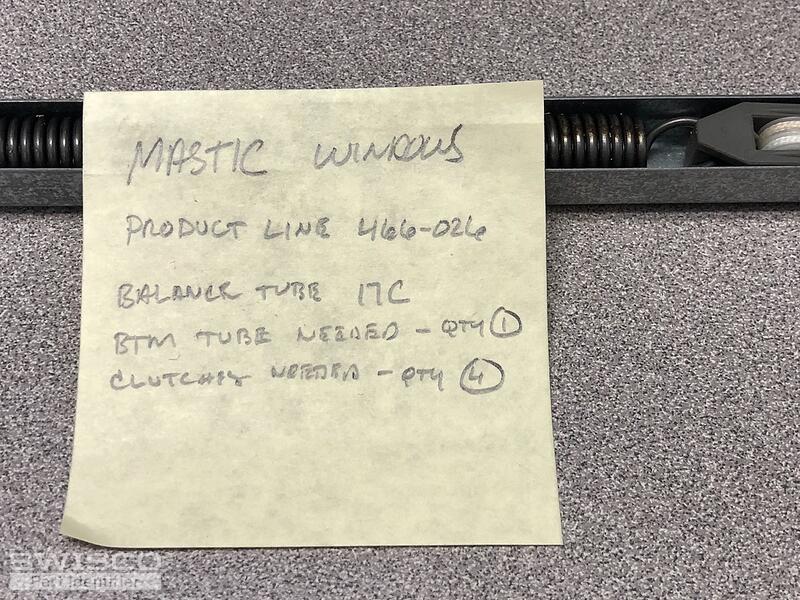 MASTIC WINDOWS
PRODUCT LINE 466-026
BALANCE TUBE 17C
BTM TUBE NEEDED - QTY 1
CLUTCHES NEEDED - QTY 4
SWISCO
Part Identifier